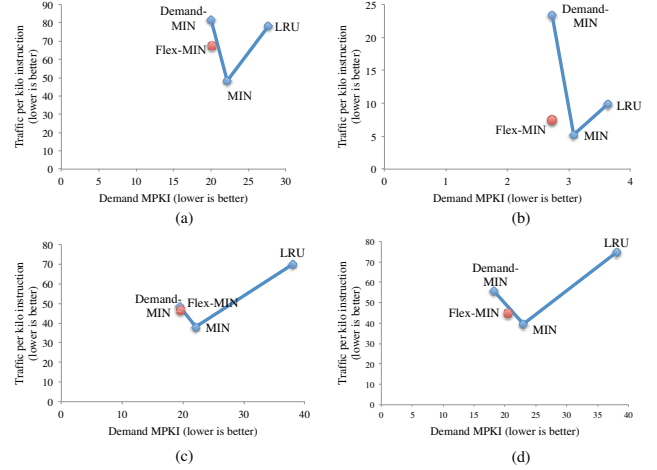 90
80
70
60
50
40
30
20
10
0
0
5
10
15
20
25
30
Traffic per kilo instruction
(lower is better)
Demand-
MIN
LRU
Flex-MIN
MIN
Demand MPKI (lower is better)
(a)
25
20
15
10
5
0
0
1
2
3
4
Traffic per kilo instruction
(lower is better)
Demand-
MIN
LRU
Flex-MIN
MIN
Demand MPKI (lower is better)
(b)
80
70
60
50
40
30
20
10
0
0
10
20
30
40
Traffic per kilo instruction
(lower is better)
LRU
Demand-
MIN
Flex-MIN
MIN
Demand MPKI (lower is better)
(c)
80
70
60
50
40
30
20
10
0
0
5
10
15
20
25
30
35
40
Traffic per kilo instruction
(lower is better)
LRU
Demand-
MIN
Flex-MIN
MIN
Demand MPKI (lower is better)
(d)